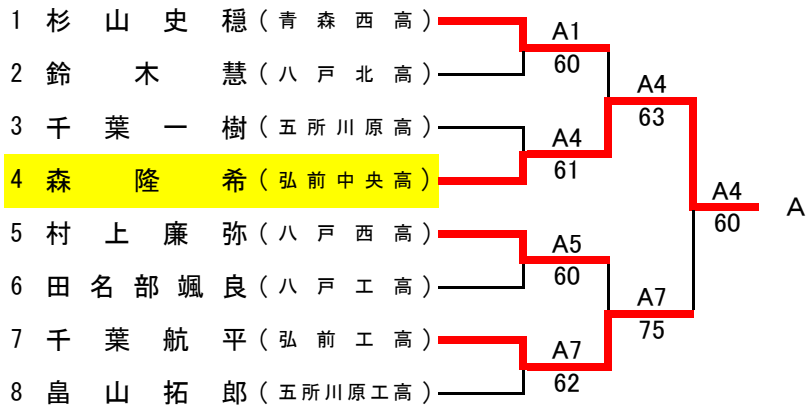 1 杉山史穏(青森西高)
2 鈴木慧(八戸北高)
3 千葉一樹(五所川原高)
4 森隆希(弘前中央高)
5 村上廉弥(八戸西高)
6 田名部颯良(八戸工高)
7 千葉航平(弘前工高)
8 畠山拓郎(五所川原工高)
A1
60
A4
61
A5
60
A7
62
A4
63
A7
75
A4
60
A